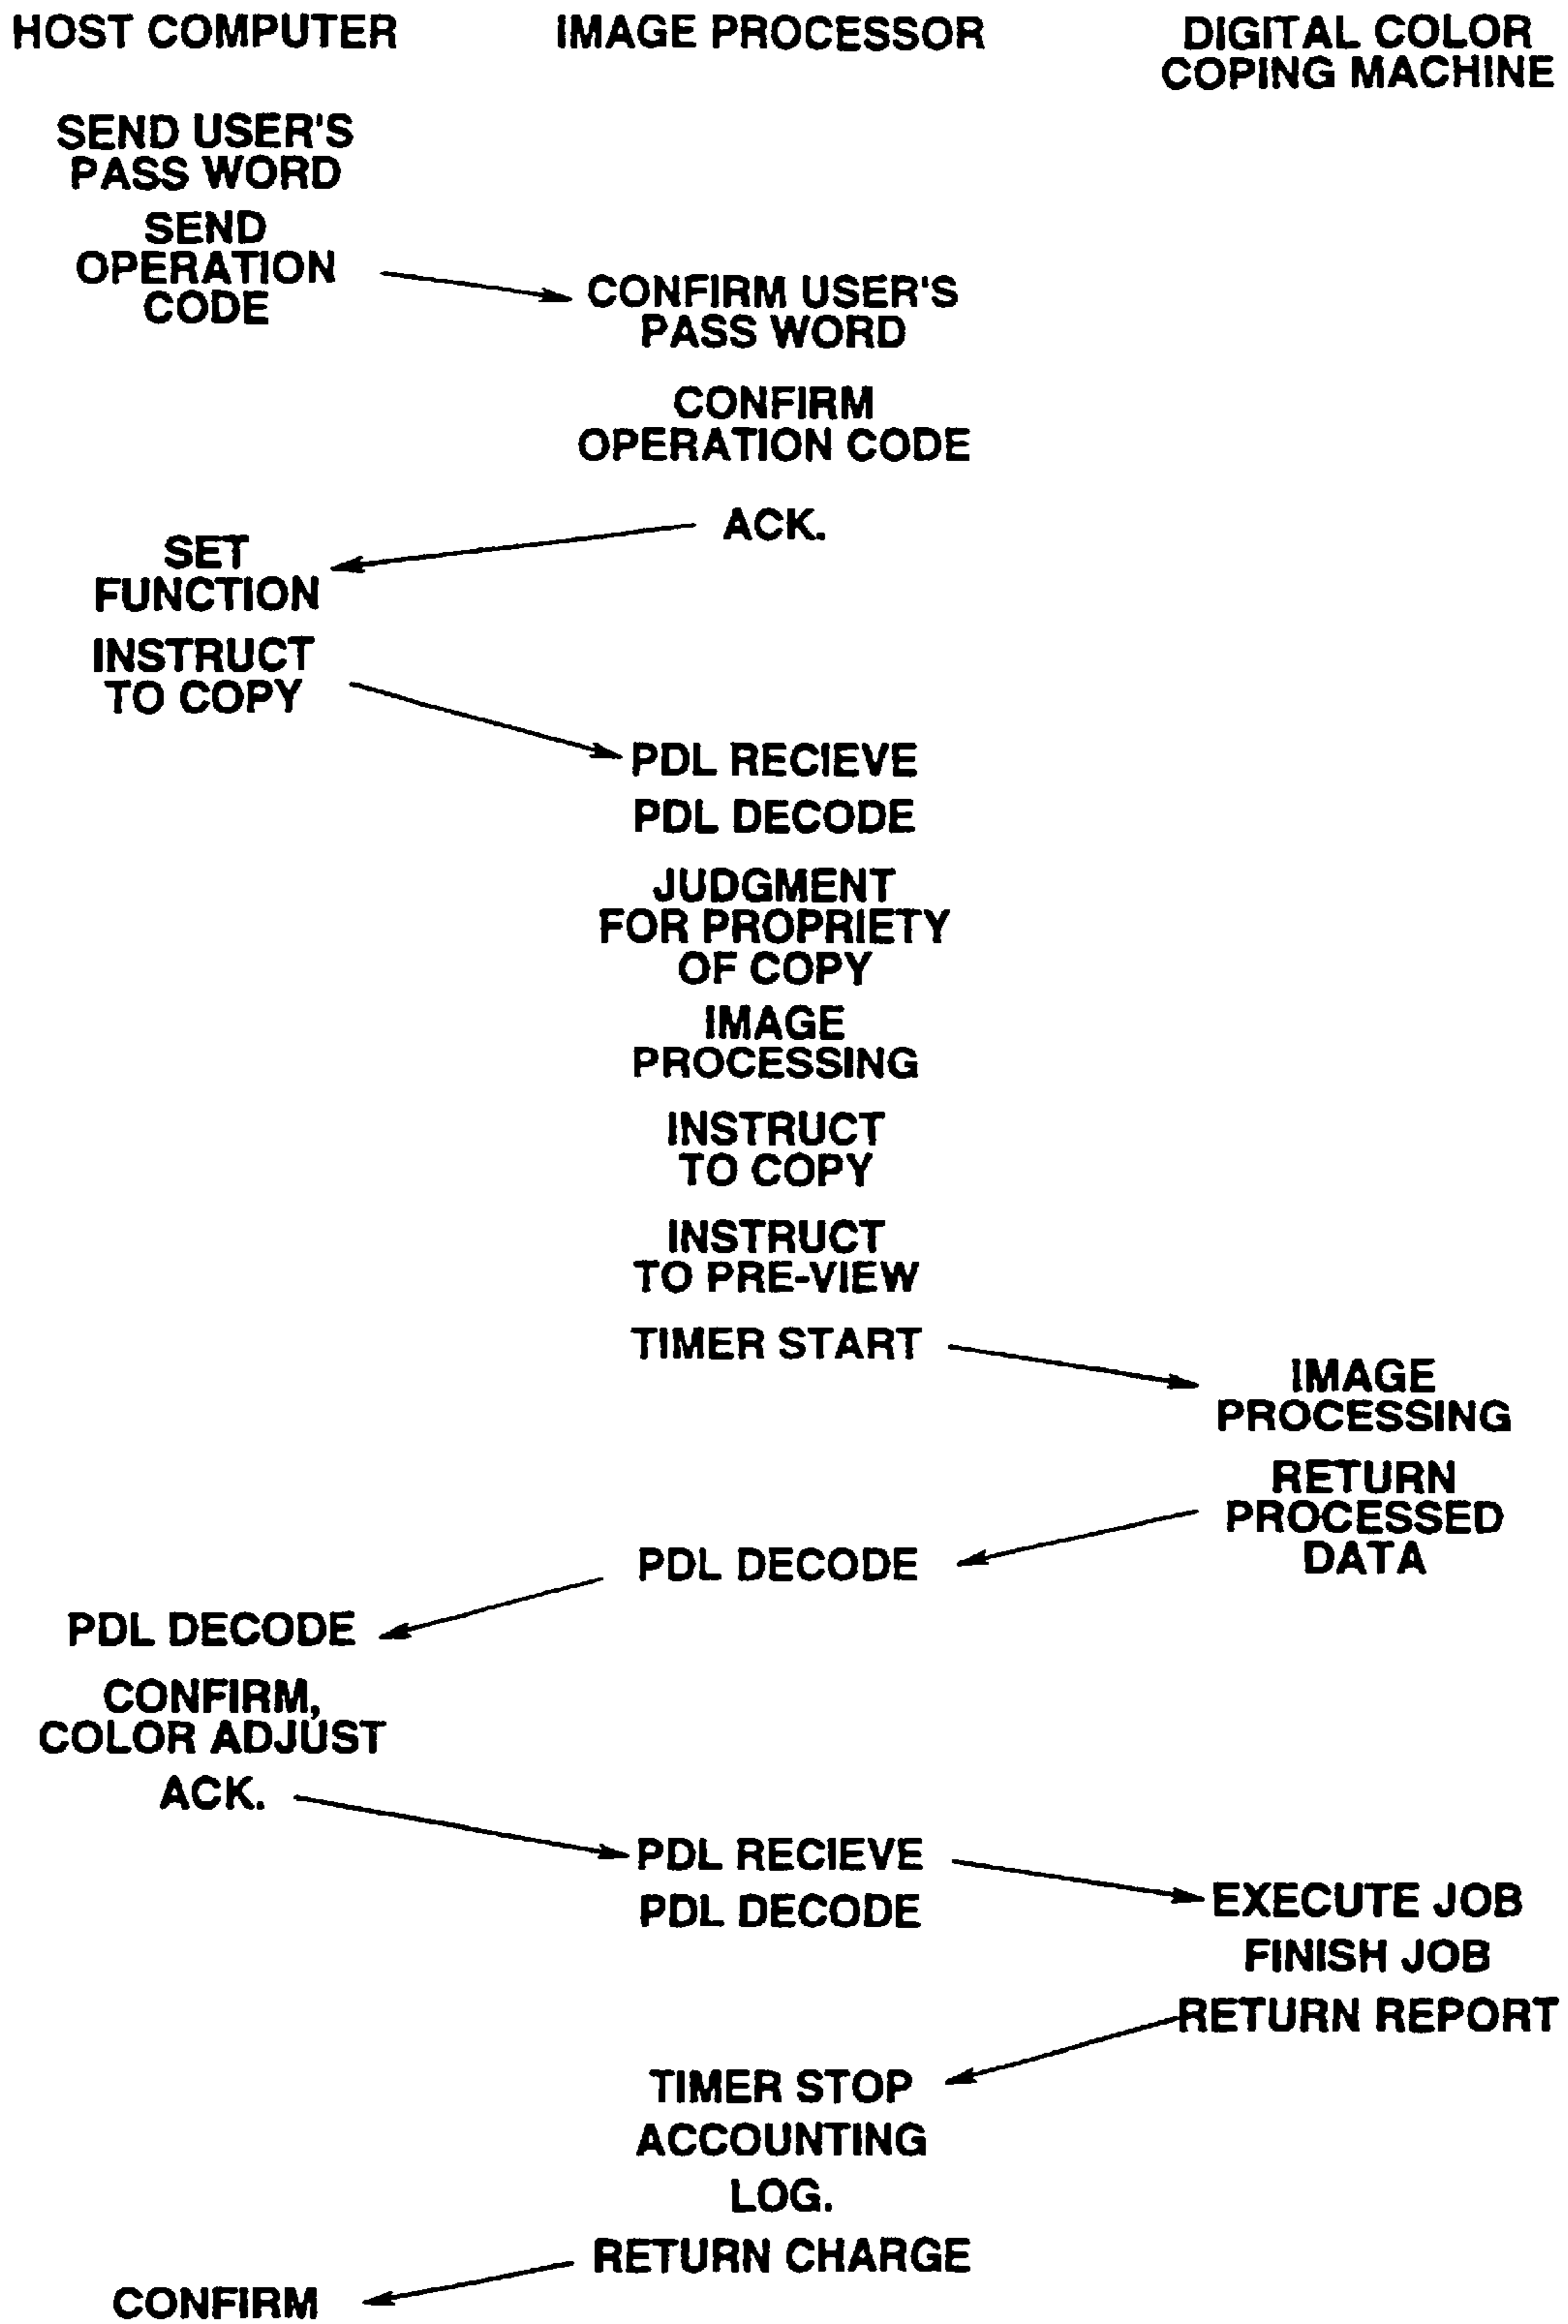 HOST COMPUTER
IMAGE PROCESSOR
DIGITAL COLOR
COPING MACHINE
SEND USER'S
PASS WORD
SEND
OPERATION
CODE
CONFIRM USER'S
PASS WORD
CONFIRM
OPERATION CODE
ACK.
SET
FUNCTION
INSTRUCT
TO COPY
PDL RECIEVE
PDL DECODE
JUDGMENT
FOR PROPRIETY
OF COPY
IMAGE
PROCESSING
INSTRUCT
TO COPY
INSTRUCT
TO PRE-VIEW
TIMER START
IMAGE
PROCESSING
RETURN
PROCESSED
DATA
PDL DECODE
PDL DECODE
CONFIRM,
COLOR ADJUST
ACK.
PDL RECIEVE
PDL DECODE
EXECUTE JOB
FINISH JOB
RETURN REPORT
TIMER STOP
ACCOUNTING
LOG.
RETURN CHARGE
CONFIRM